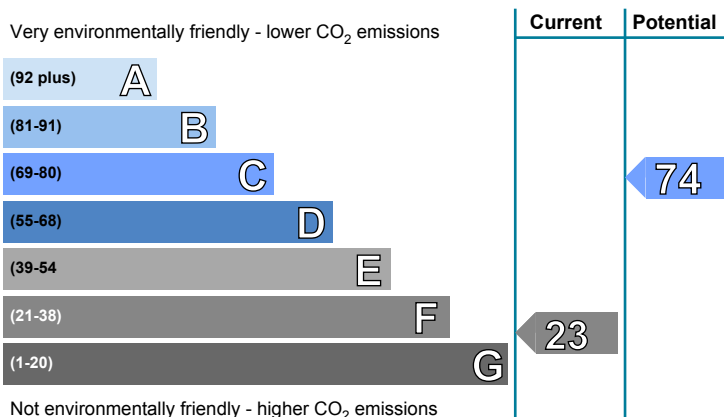 Very environmentally friendly - lower CO₂ emissions
Current
Potential
(92 plus) A
(81-91) B
(69-80) C
74
(55-68) D
(39-54 E
(21-38) F
23
(1-20) G
Not environmentally friendly - higher CO₂ emissions